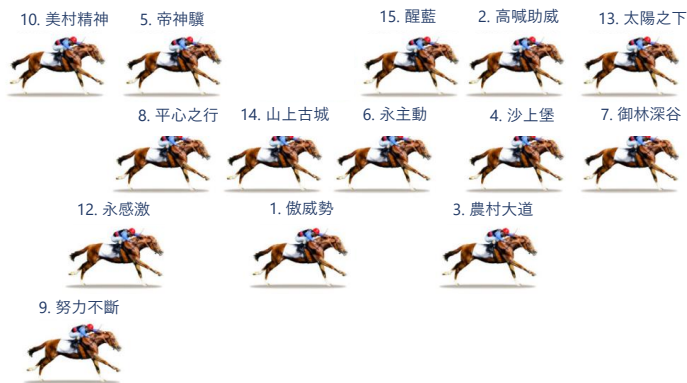 10. 美村精神 5. 帝神驥 15. 醒藍 2. 高喊助威 13. 太陽之下
8. 平心之行 14. 山上古城 6. 永主動 4. 沙上堡 7. 御林深谷
12. 永感激 1. 傲威勢 3. 農村大道
9. 努力不斷